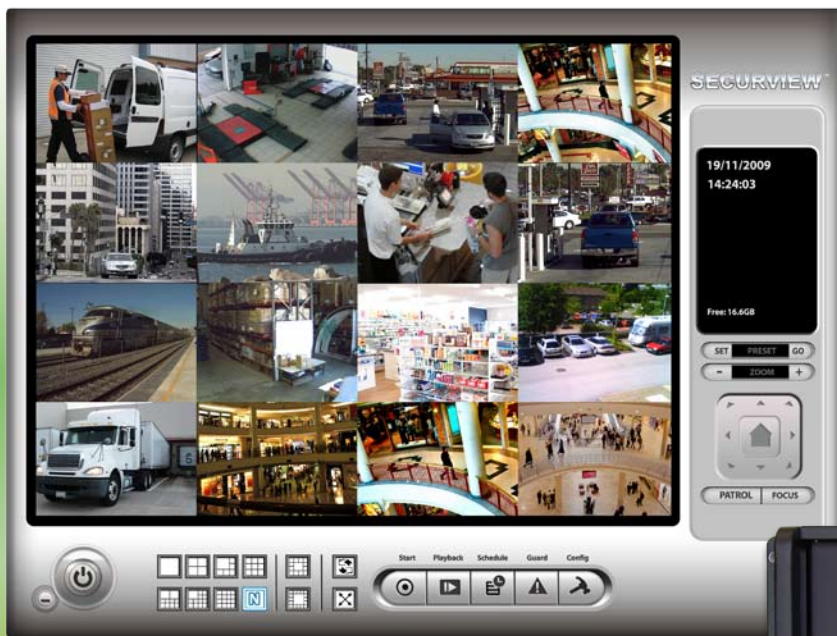 SECURVIEW™
19/11/2009
14:24:03
Free: 16.6GB
SET PRESET GO
- ZOOM +
PATROL FOCUS
Start Playback Schedule Guard Config
N